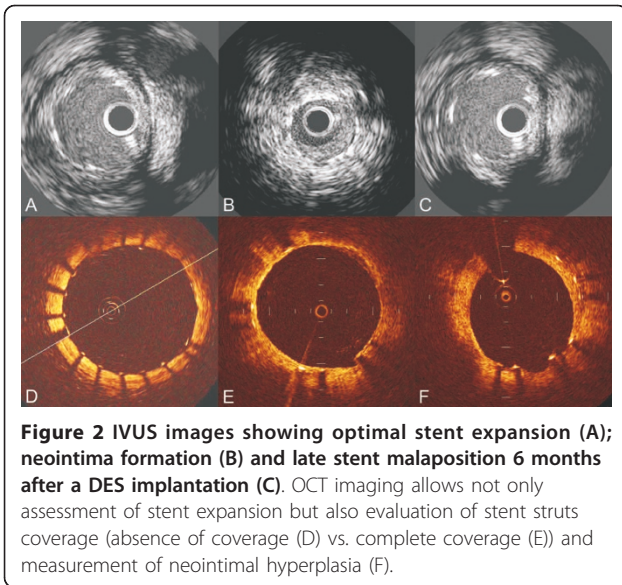 A B C
D E F
Figure 2 IVUS images showing optimal stent expansion (A);
neointima formation (B) and late stent malaposition 6 months
after a DES implantation (C). OCT imaging allows not only
assessment of stent expansion but also evaluation of stent struts
coverage (absence of coverage (D) vs. complete coverage (E)) and
measurement of neointimal hyperplasia (F).